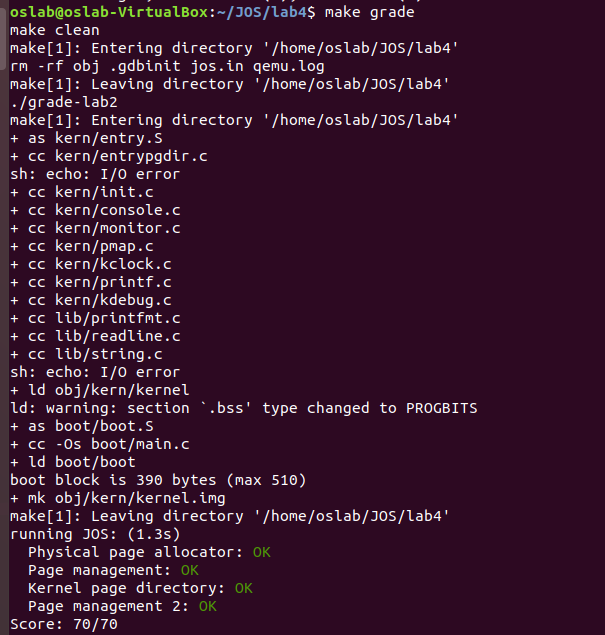 oslab@oslab-VirtualBox:~/JOS/lab4$ make grade
make clean
make[1]: Entering directory '/home/oslab/JOS/lab4'
rm -rf obj .gdbinit jos.in qemu.log
make[1]: Leaving directory '/home/oslab/JOS/lab4'
./grade-lab2
make[1]: Entering directory '/home/oslab/JOS/lab4'
+ as kern/entry.S
+ cc kern/entrypgdir.c
sh: echo: I/O error
+ cc kern/init.c
+ cc kern/console.c
+ cc kern/monitor.c
+ cc kern/pmap.c
+ cc kern/kclock.c
+ cc kern/printf.c
+ cc kern/kdebug.c
+ cc lib/printfmt.c
+ cc lib/readline.c
+ cc lib/string.c
sh: echo: I/O error
+ ld obj/kern/kernel
ld: warning: section `.bss' type changed to PROGBITS
+ as boot/boot.S
+ cc -Os boot/main.c
+ ld boot/boot
boot block is 390 bytes (max 510)
+ mk obj/kern/kernel.img
make[1]: Leaving directory '/home/oslab/JOS/lab4'
running JOS: (1.3s)
  Physical page allocator: OK
  Page management: OK
  Kernel page directory: OK
  Page management 2: OK
Score: 70/70